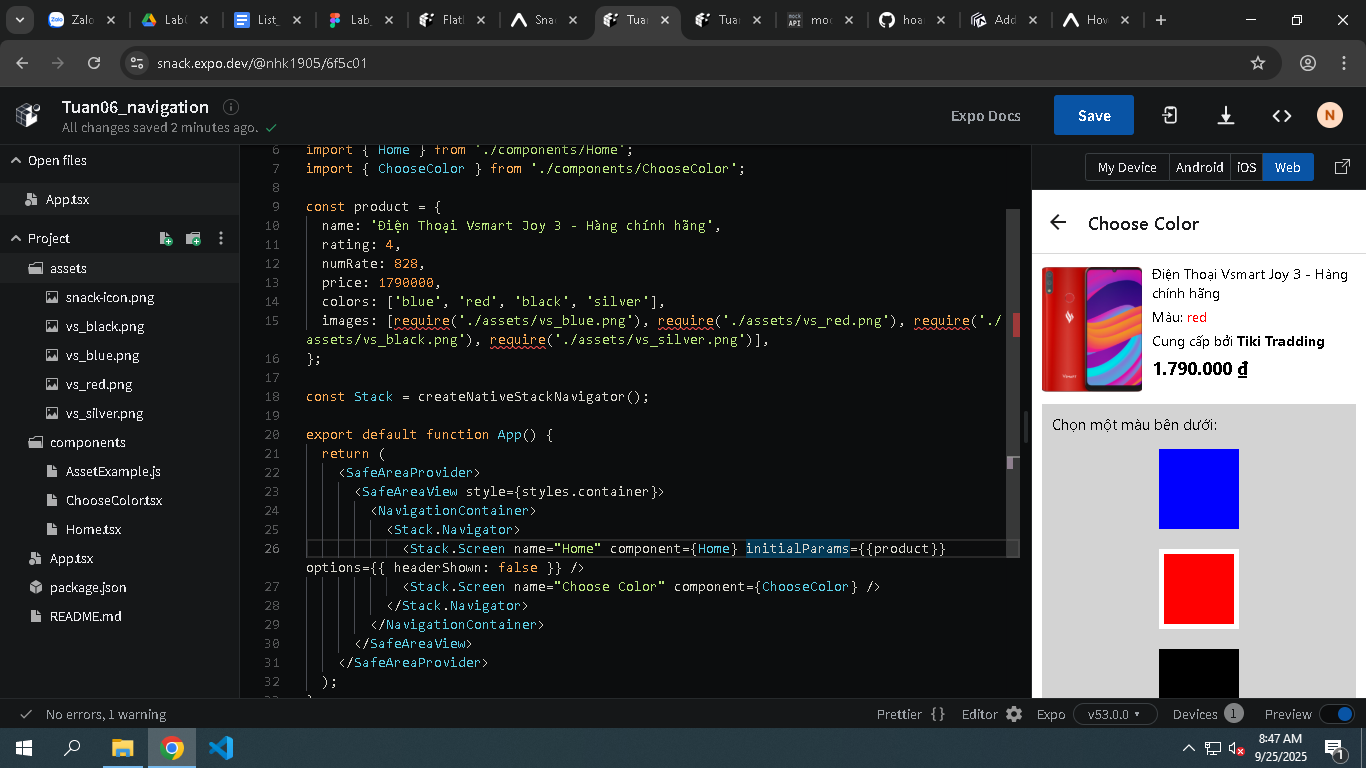 Zalo
Lab(
List_
Lab_
Flatl
Snac
Tuan
Tuan
moc
hoa
Add
How
snack.expo.dev/@nhk1905/6f5c01
Tuan06_navigation
All changes saved 2 minutes ago.
Expo Docs
Save
N
Open files
App.tsx
Project
assets
snack-icon.png
vs_black.png
vs_blue.png
vs_red.png
vs_silver.png
components
AssetExample.js
ChooseColor.tsx
Home.tsx
App.tsx
package.json
README.md
6 import { Home } from './components/Home';
7 import { ChooseColor } from './components/ChooseColor';
8
9 const product = {
10 name: 'Điện Thoại Vsmart Joy 3 - Hàng chính hãng',
11 rating: 4,
12 numRate: 828,
13 price: 1790000,
14 colors: ['blue', 'red', 'black', 'silver'],
15 images: [require('./assets/vs_blue.png'), require('./assets/vs_red.png'), require('./
assets/vs_black.png'), require('./assets/vs_silver.png')],
16 };
17
18 const Stack = createNativeStackNavigator();
19
20 export default function App() {
21 return (
22 <SafeAreaProvider>
23 <SafeAreaView style={styles.container}>
24 <NavigationContainer>
25 <Stack.Navigator>
26 <Stack.Screen name="Home" component={Home} initialParams={{product}}
options={{ headerShown: false }} />
27 <Stack.Screen name="Choose Color" component={ChooseColor} />
28 </Stack.Navigator>
29 </NavigationContainer>
30 </SafeAreaView>
31 </SafeAreaProvider>
32 );
My Device
Android
iOS
Web
Choose Color
Điện Thoại Vsmart Joy 3 - Hàng
chính hãng
Màu: red
Cung cấp bởi Tiki Tradding
1.790.000 ₫
Chọn một màu bên dưới:
No errors, 1 warning
Prettier {}
Editor
Expo
v53.0.0
Devices 1
Preview
8:47 AM
9/25/2025
1